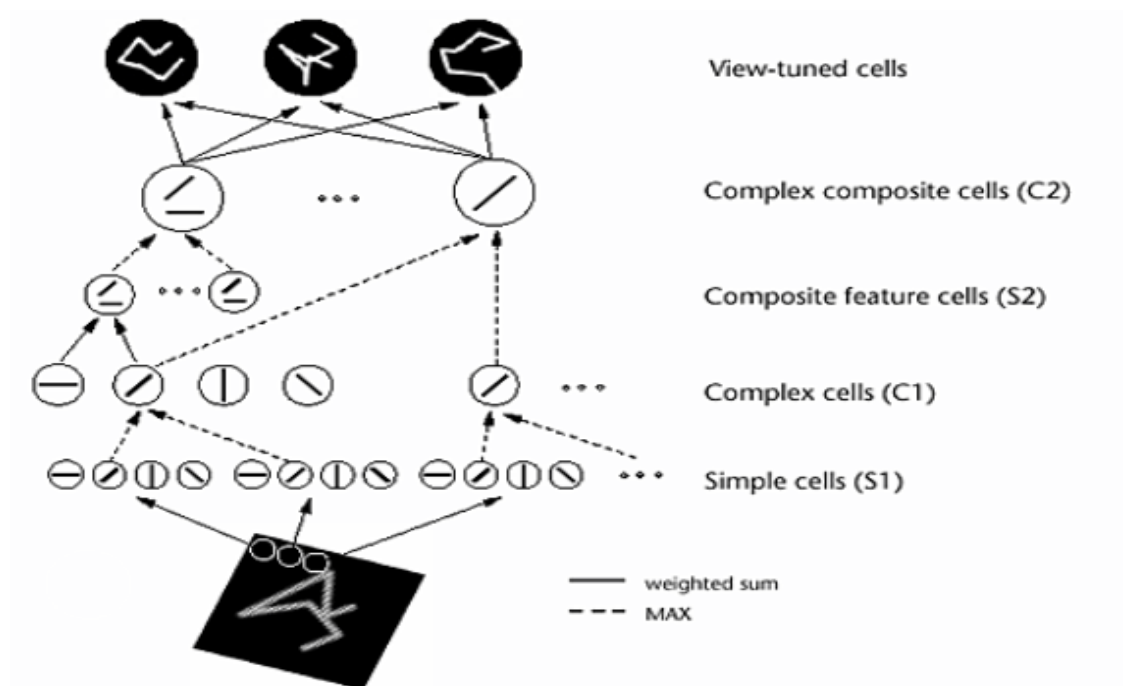 View-tuned cells
Complex composite cells (C2)
Composite feature cells (S2)
Complex cells (C1)
Simple cells (S1)
weighted sum
MAX